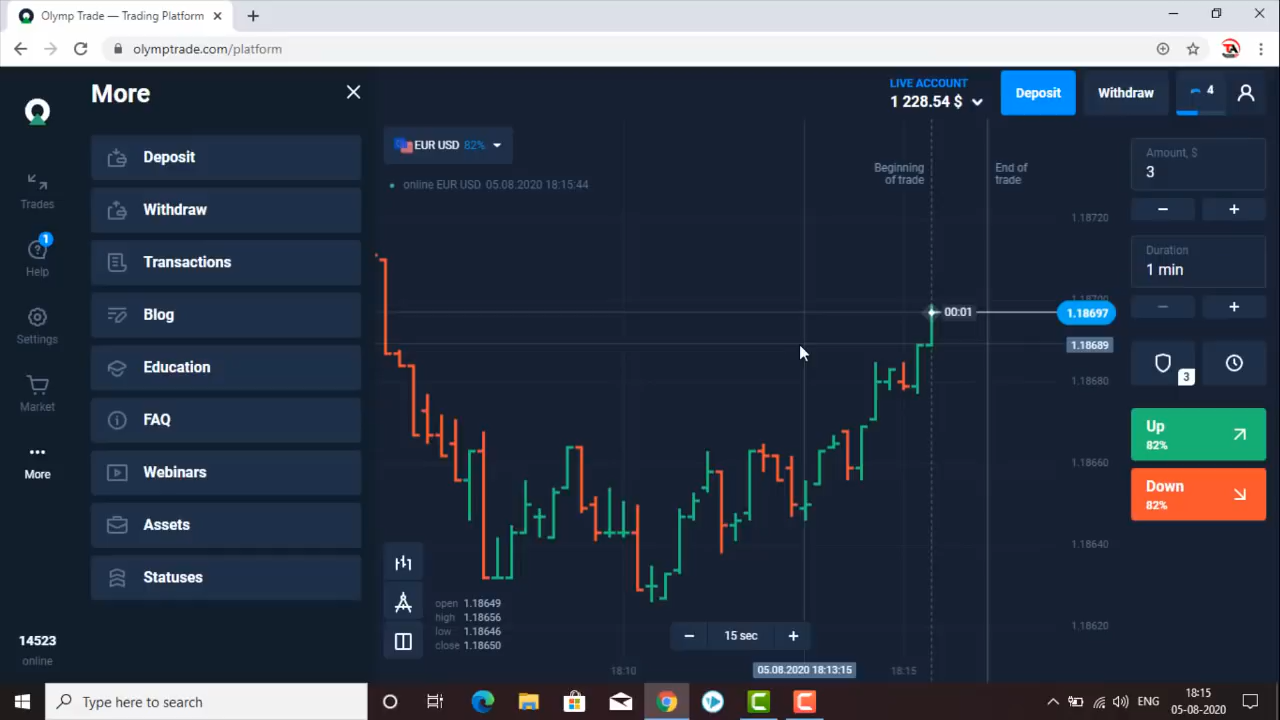 Olymp Trade — Trading Platform
olymptrade.com/platform
More
Deposit
Withdraw
Transactions
Blog
Education
FAQ
Webinars
Assets
Statuses
Trades
1
Help
Settings
Market
More
14523
online
LIVE ACCOUNT
1 228.54 $
Deposit
Withdraw
4
EUR USD 82%
online EUR USD 05.08.2020 18:15:44
Beginning
of trade
End of
trade
00:01
1.18720
1.18700
1.18697
1.18689
1.18680
1.18660
1.18640
1.18620
open 1.18649
high 1.18656
low 1.18646
close 1.18650
15 sec
18:10
05.08.2020 18:13:15
18:15
Amount, $
3
Duration
1 min
3
Up
82%
Down
82%
Type here to search
ENG
18:15
05-08-2020